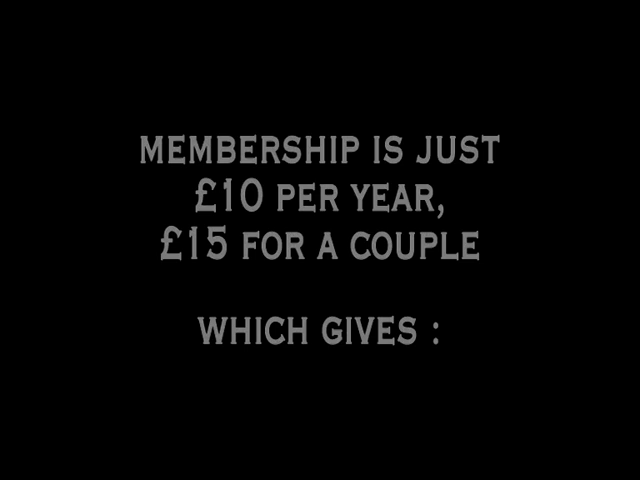 MEMBERSHIP IS JUST
£10 PER YEAR,
£15 FOR A COUPLE
WHICH GIVES :